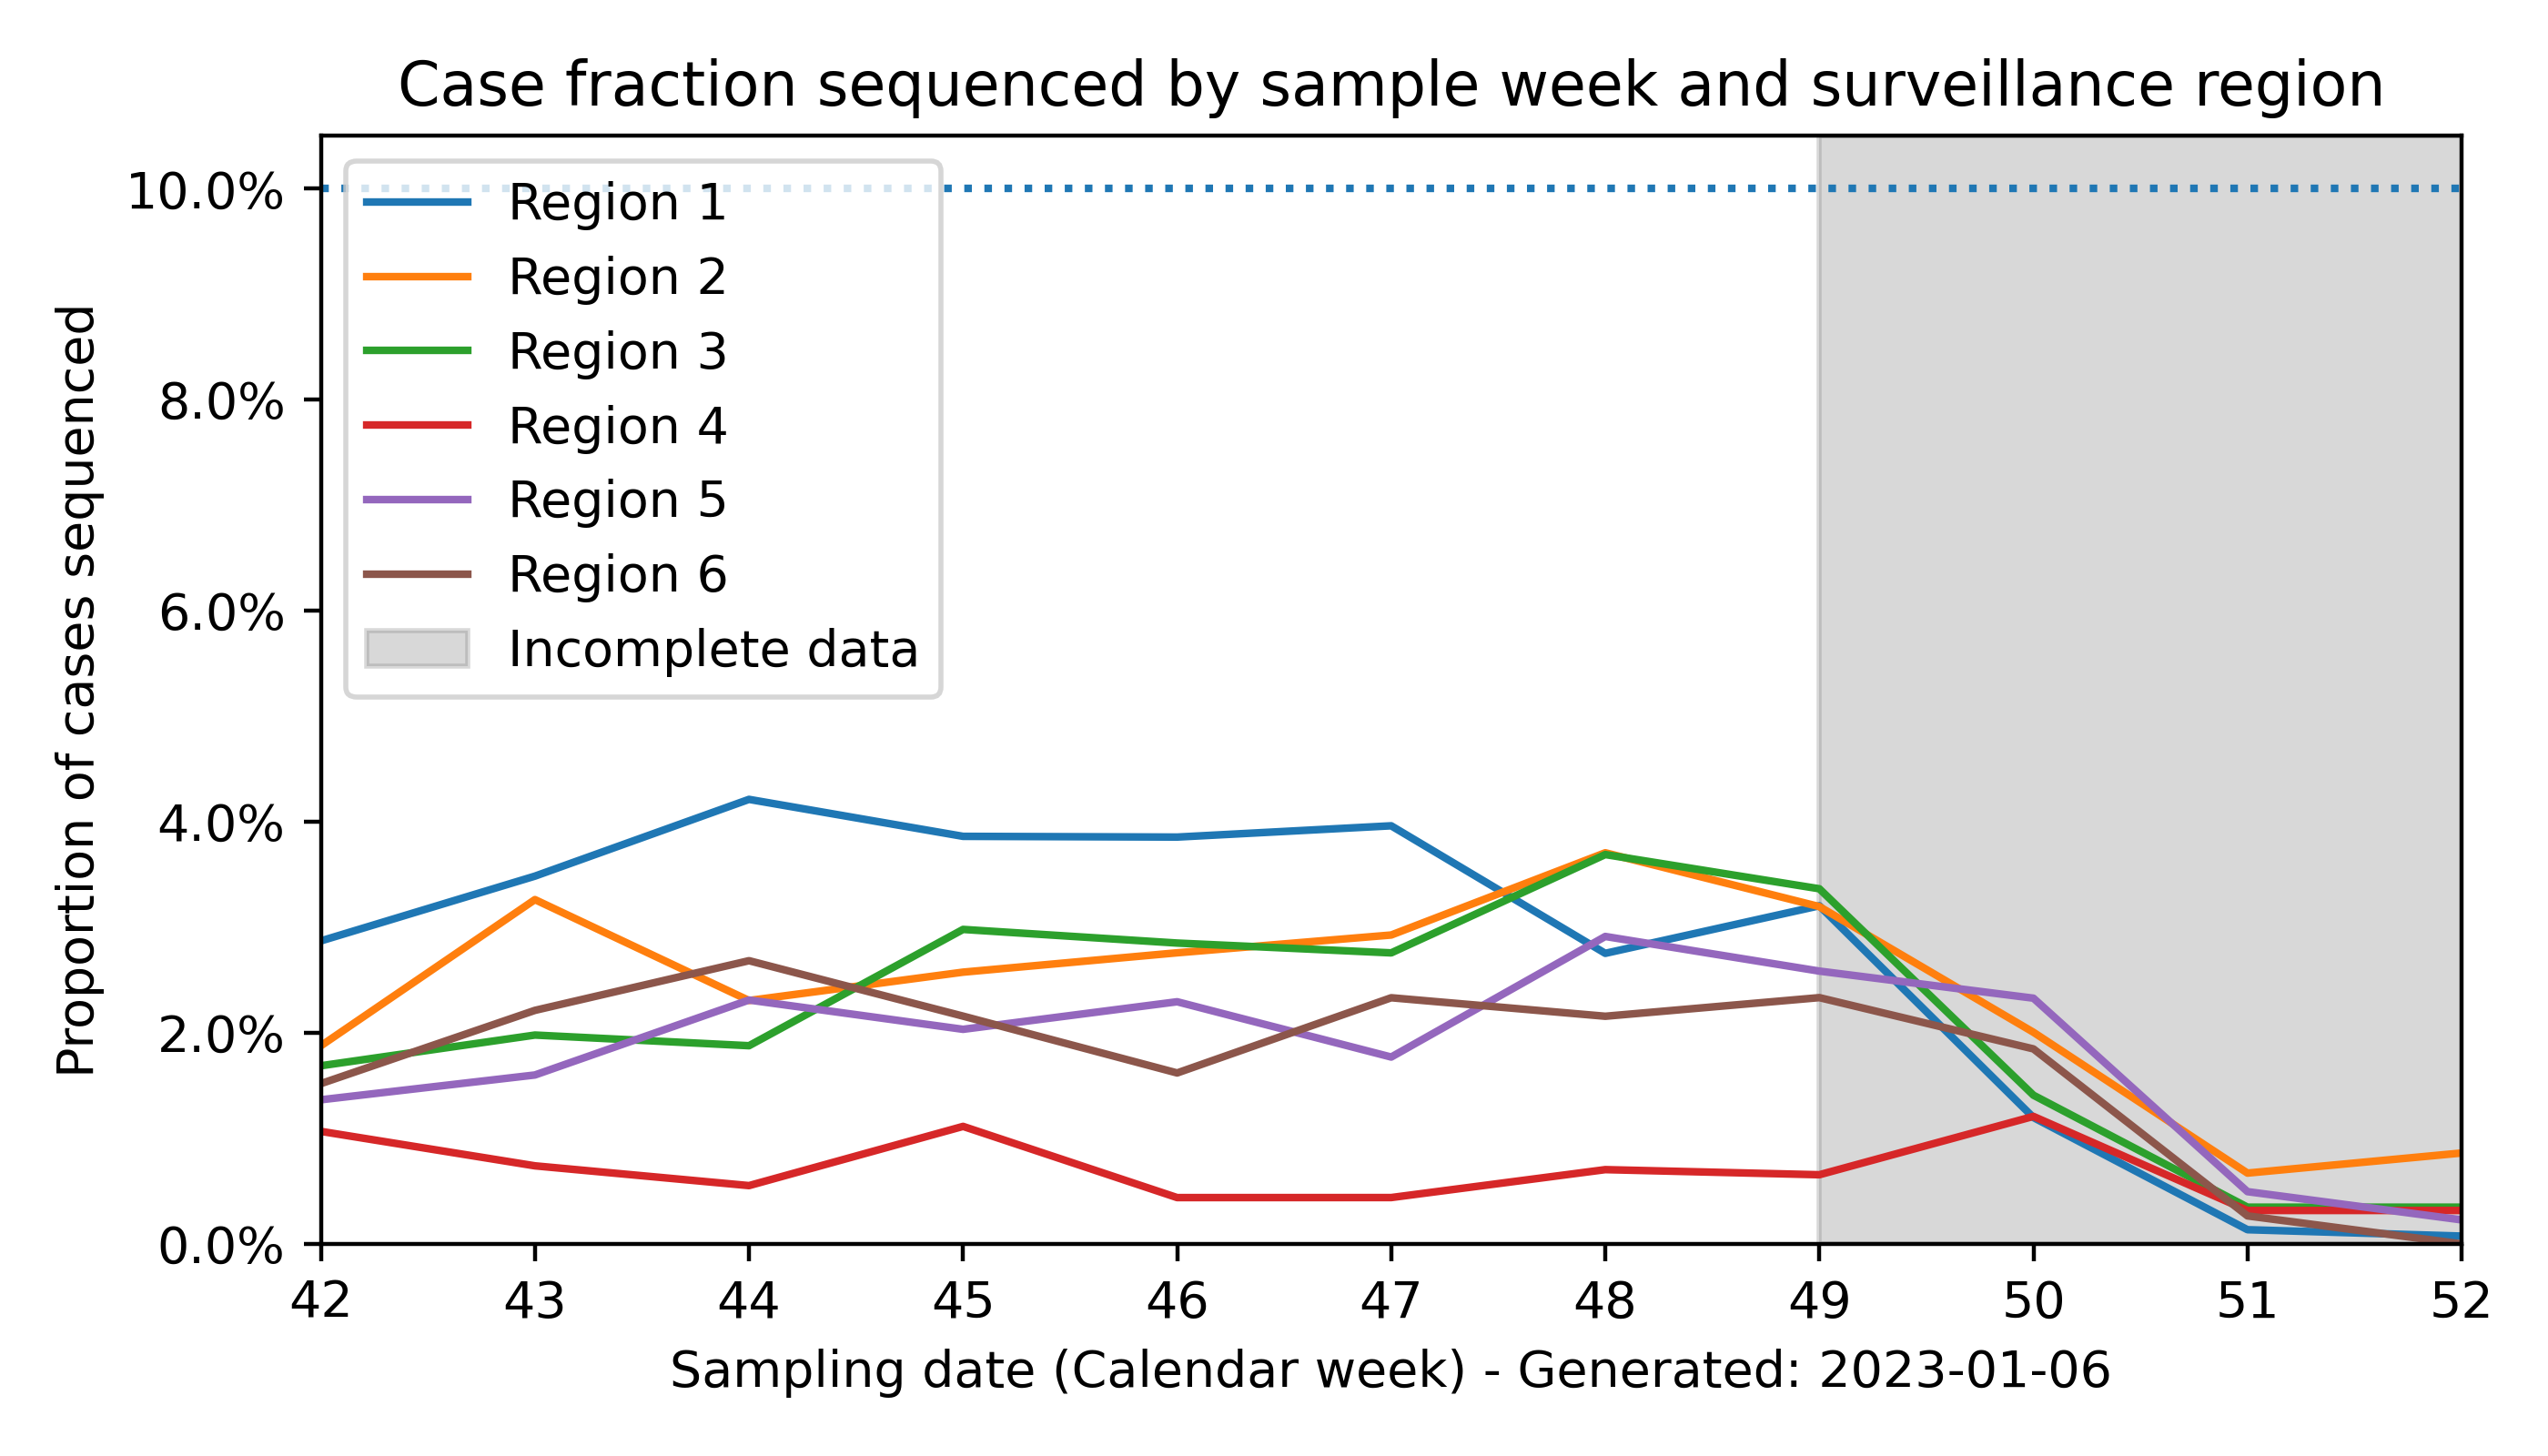 Case fraction sequenced by sample week and surveillance region
Proportion of cases sequenced
10.0%
8.0%
6.0%
4.0%
2.0%
0.0%
Region 1
Region 2
Region 3
Region 4
Region 5
Region 6
Incomplete data
42 43 44 45 46 47 48 49 50 51 52
Sampling date (Calendar week) - Generated: 2023-01-06